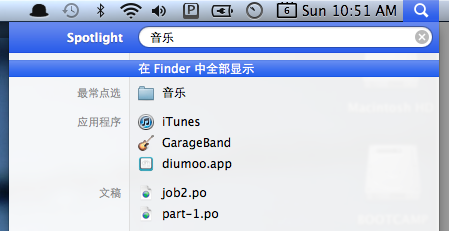 P 6 Sun 10:51 AM
Spotlight 音乐
在 Finder 中全部显示
最常点选 音乐
应用程序 iTunes
GarageBand
diumoo.app
文稿 job2.po
part-1.po
BOOTCAMP